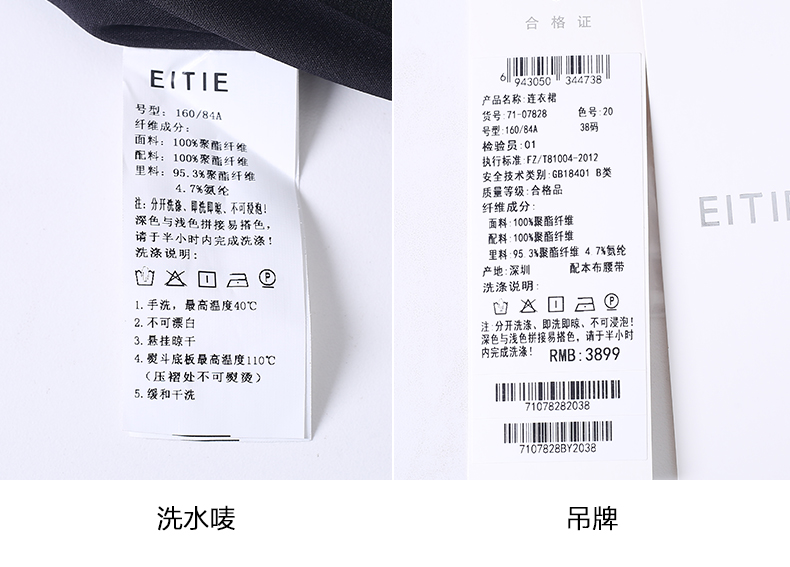 EITIE
号型：160/84A
纤维成分：
面料：100%聚酯纤维
配料：100%聚酯纤维
里料：95.3%聚酯纤维
4.7%氨纶
注：分开洗涤、即洗即晾、不可浸泡！
深色与浅色拼接易搭色，
请于半小时内完成洗涤！
洗涤说明：
P
1.手洗，最高温度40℃
2.不可漂白
3.悬挂晾干
4.熨斗底板最高温度110℃
（压褶处不可熨烫）
5.缓和干洗
洗水唛
合格证
6 943050 344738
产品名称：连衣裙
货号：71-07828 色号：20
号型：160/84A 38码
检验员：01
执行标准：FZ/T81004-2012
安全技术类别：GB18401 B类
质量等级：合格品
纤维成分：
面料：100%聚酯纤维
配料：100%聚酯纤维
里料：95.3%聚酯纤维 4.7%氨纶
产地：深圳 配本布腰带
洗涤说明：
P
注：分开洗涤、即洗即晾、不可浸泡！
深色与浅色拼接易搭色，请于半小时
内完成洗涤！ RMB:3899
71078282038
7107828BY2038
EITIE
吊牌